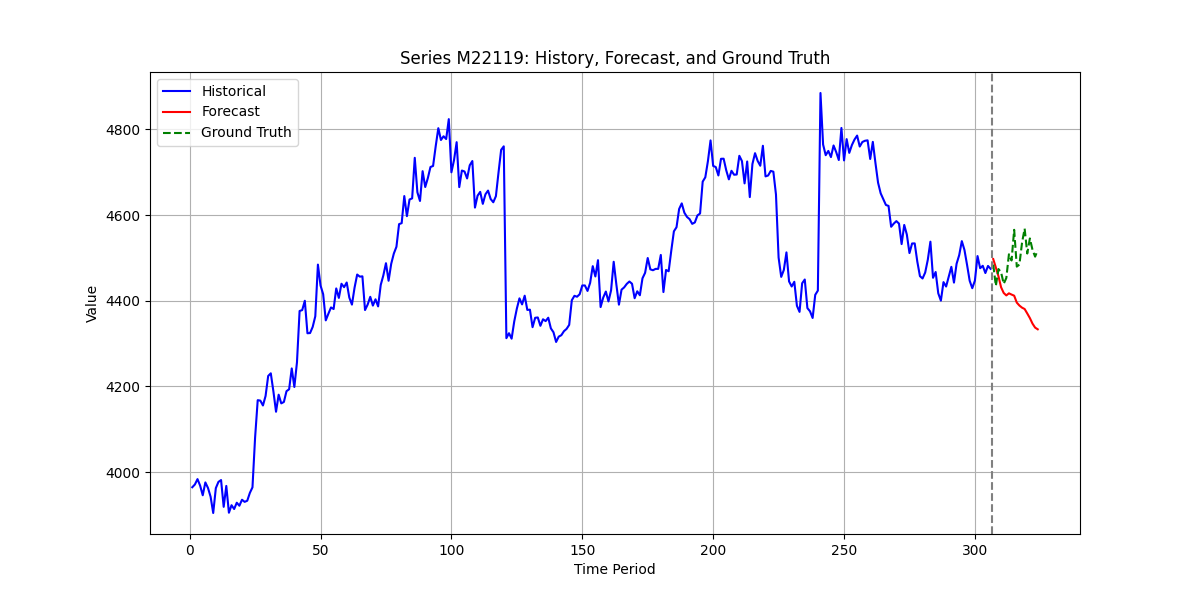 Series M22119: History, Forecast, and Ground Truth
Historical
Forecast
Ground Truth
4800
4600
4400
4200
4000
Value
0 50 100 150 200 250 300
Time Period